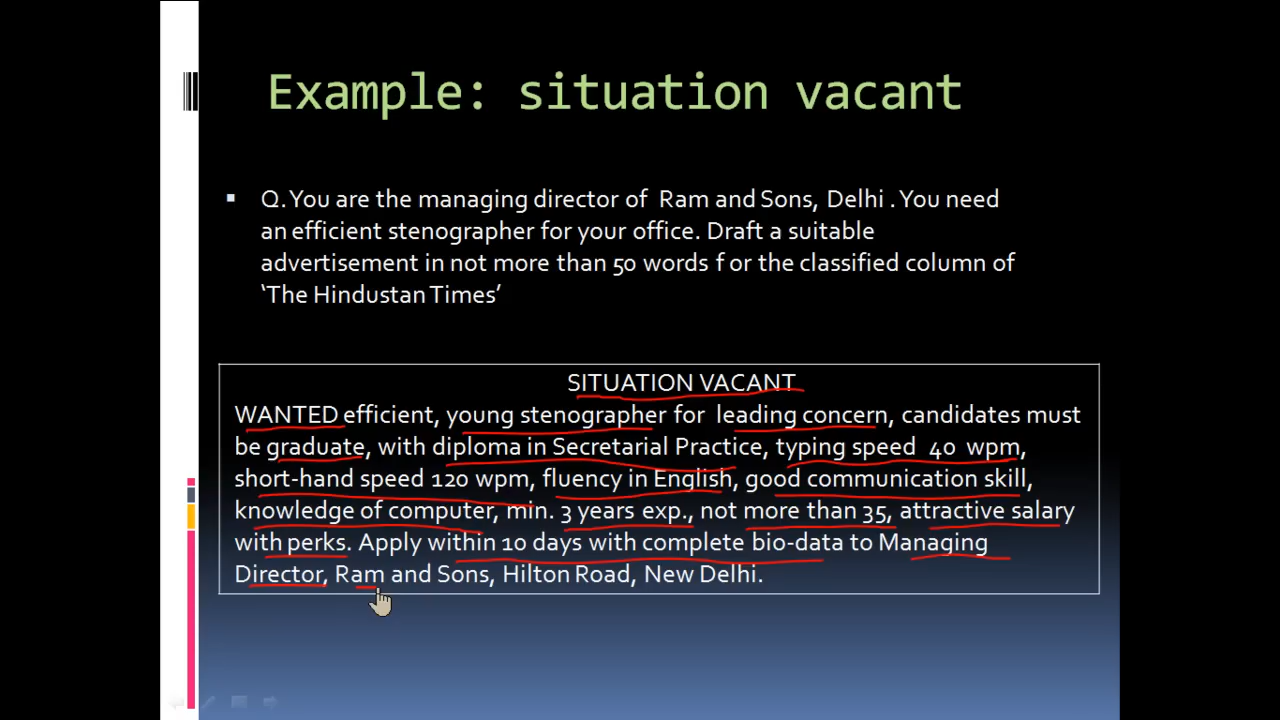 Example: situation vacant
Q. You are the managing director of Ram and Sons, Delhi . You need
an efficient stenographer for your office. Draft a suitable
advertisement in not more than 50 words f or the classified column of
‘The Hindustan Times’
SITUATION VACANT
WANTED efficient, young stenographer for leading concern, candidates must
be graduate, with diploma in Secretarial Practice, typing speed 40 wpm,
short-hand speed 120 wpm, fluency in English, good communication skill,
knowledge of computer, min. 3 years exp., not more than 35, attractive salary
with perks. Apply within 10 days with complete bio-data to Managing
Director, Ram and Sons, Hilton Road, New Delhi.